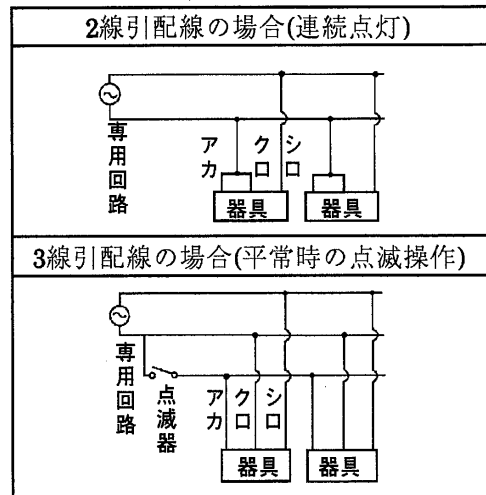 2線引配線の場合(連続点灯)
専用回路
アカ
クロ
シロ
器具
器具
3線引配線の場合(平常時の点滅操作)
専用回路
点滅器
アカ
クロ
シロ
器具
器具